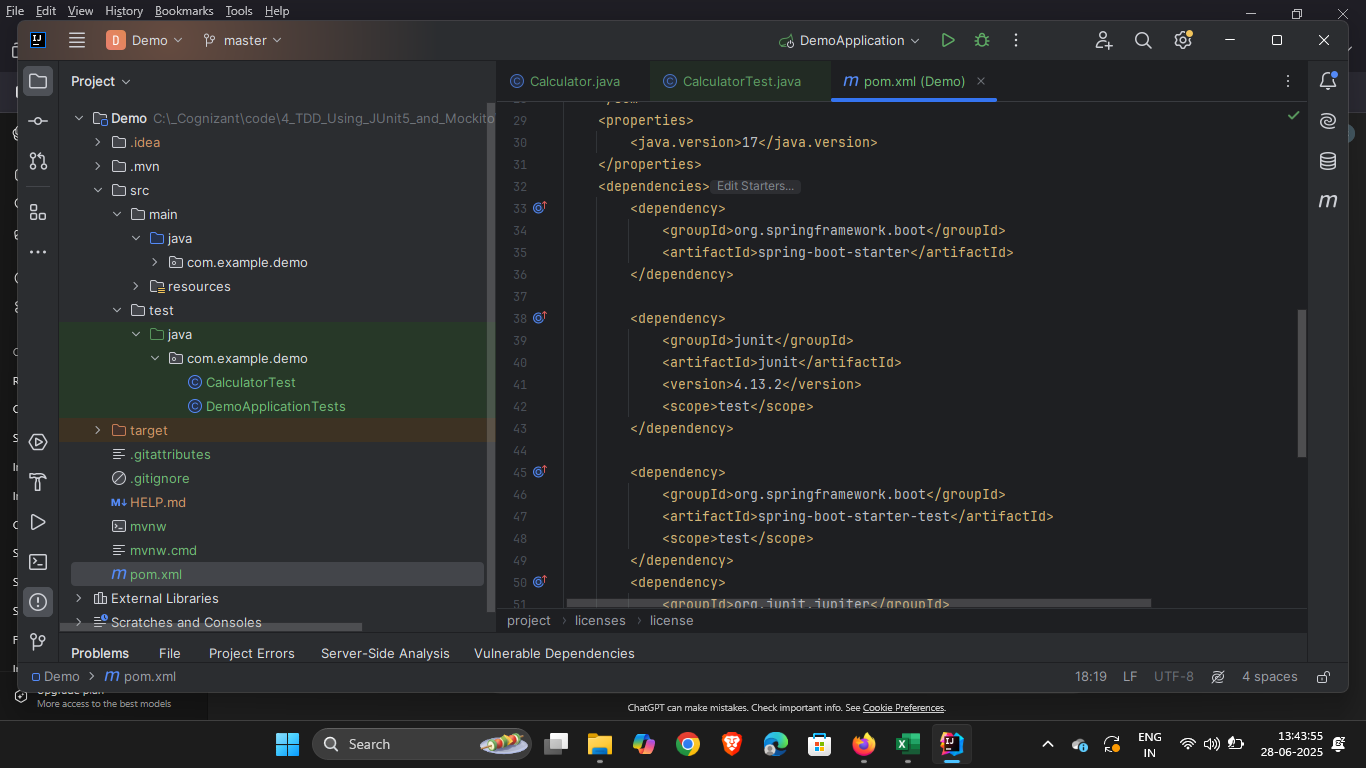 File Edit View History Bookmarks Tools Help
D Demo master DemoApplication
Project
Calculator.java CalculatorTest.java pom.xml (Demo)
Demo C:\_Cognizant\code\4_TDD_Using_JUnit5_and_Mockito
.idea
.mvn
src
main
java
com.example.demo
resources
test
java
com.example.demo
CalculatorTest
DemoApplicationTests
target
.gitattributes
.gitignore
HELP.md
mvnw
mvnw.cmd
pom.xml
External Libraries
Scratches and Consoles
29 <properties>
30 <java.version>17</java.version>
31 </properties>
32 <dependencies> Edit Starters...
33 <dependency>
34 <groupId>org.springframework.boot</groupId>
35 <artifactId>spring-boot-starter</artifactId>
36 </dependency>
37
38 <dependency>
39 <groupId>junit</groupId>
40 <artifactId>junit</artifactId>
41 <version>4.13.2</version>
42 <scope>test</scope>
43 </dependency>
44
45 <dependency>
46 <groupId>org.springframework.boot</groupId>
47 <artifactId>spring-boot-starter-test</artifactId>
48 <scope>test</scope>
49 </dependency>
50 <dependency>
51 <groupId>org.junit.jupiter</groupId>
project licenses license
Problems File Project Errors Server-Side Analysis Vulnerable Dependencies
Demo pom.xml 18:19 LF UTF-8 4 spaces
Upgrade plan
More access to the best models
ChatGPT can make mistakes. Check important info. See Cookie Preferences.
Search
ENG
IN
13:43:55
28-06-2025